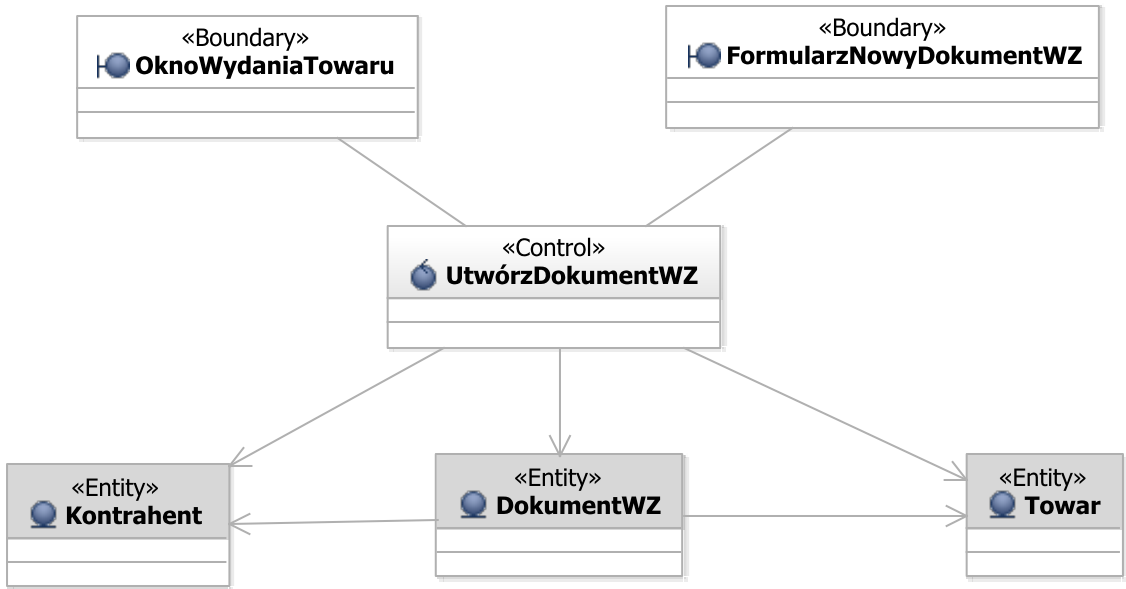 «Boundary»
OknoWydaniaTowaru
«Boundary»
FormularzNowyDokumentWZ
«Control»
UtwórzDokumentWZ
«Entity»
Kontrahent
«Entity»
DokumentWZ
«Entity»
Towar